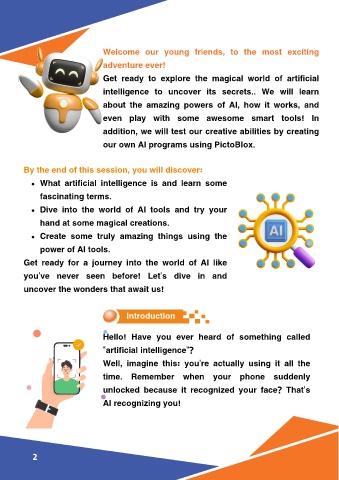 Welcome our young friends, to the most exciting
adventure ever!
Get ready to explore the magical world of artificial
intelligence to uncover its secrets.. We will learn
about the amazing powers of AI, how it works, and
even play with some awesome smart tools! In
addition, we will test our creative abilities by creating
our own AI programs using PictoBlox.
By the end of this session, you will discover:
• What artificial intelligence is and learn some
fascinating terms.
• Dive into the world of AI tools and try your
hand at some magical creations.
• Create some truly amazing things using the
power of AI tools.
Get ready for a journey into the world of AI like
you've never seen before! Let's dive in and
uncover the wonders that await us!
AI
Introduction
Hello! Have you ever heard of something called
"artificial intelligence"?
Well, imagine this: you're actually using it all the
time. Remember when your phone suddenly
unlocked because it recognized your face? That's
AI recognizing you!
2